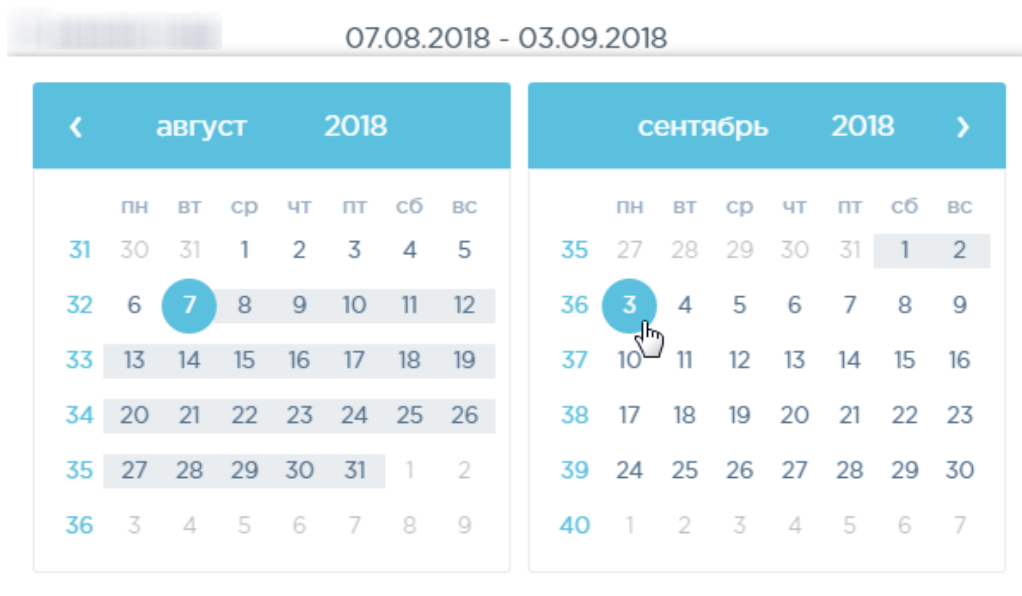 07.08.2018 - 03.09.2018
август 2018
пн вт ср чт пт сб вс
31 30 31 1 2 3 4 5
32 6 7 8 9 10 11 12
33 13 14 15 16 17 18 19
34 20 21 22 23 24 25 26
35 27 28 29 30 31 1 2
36 3 4 5 6 7 8 9
сентябрь 2018
пн вт ср чт пт сб вс
35 27 28 29 30 31 1 2
36 3 4 5 6 7 8 9
37 10 11 12 13 14 15 16
38 17 18 19 20 21 22 23
39 24 25 26 27 28 29 30
40 1 2 3 4 5 6 7